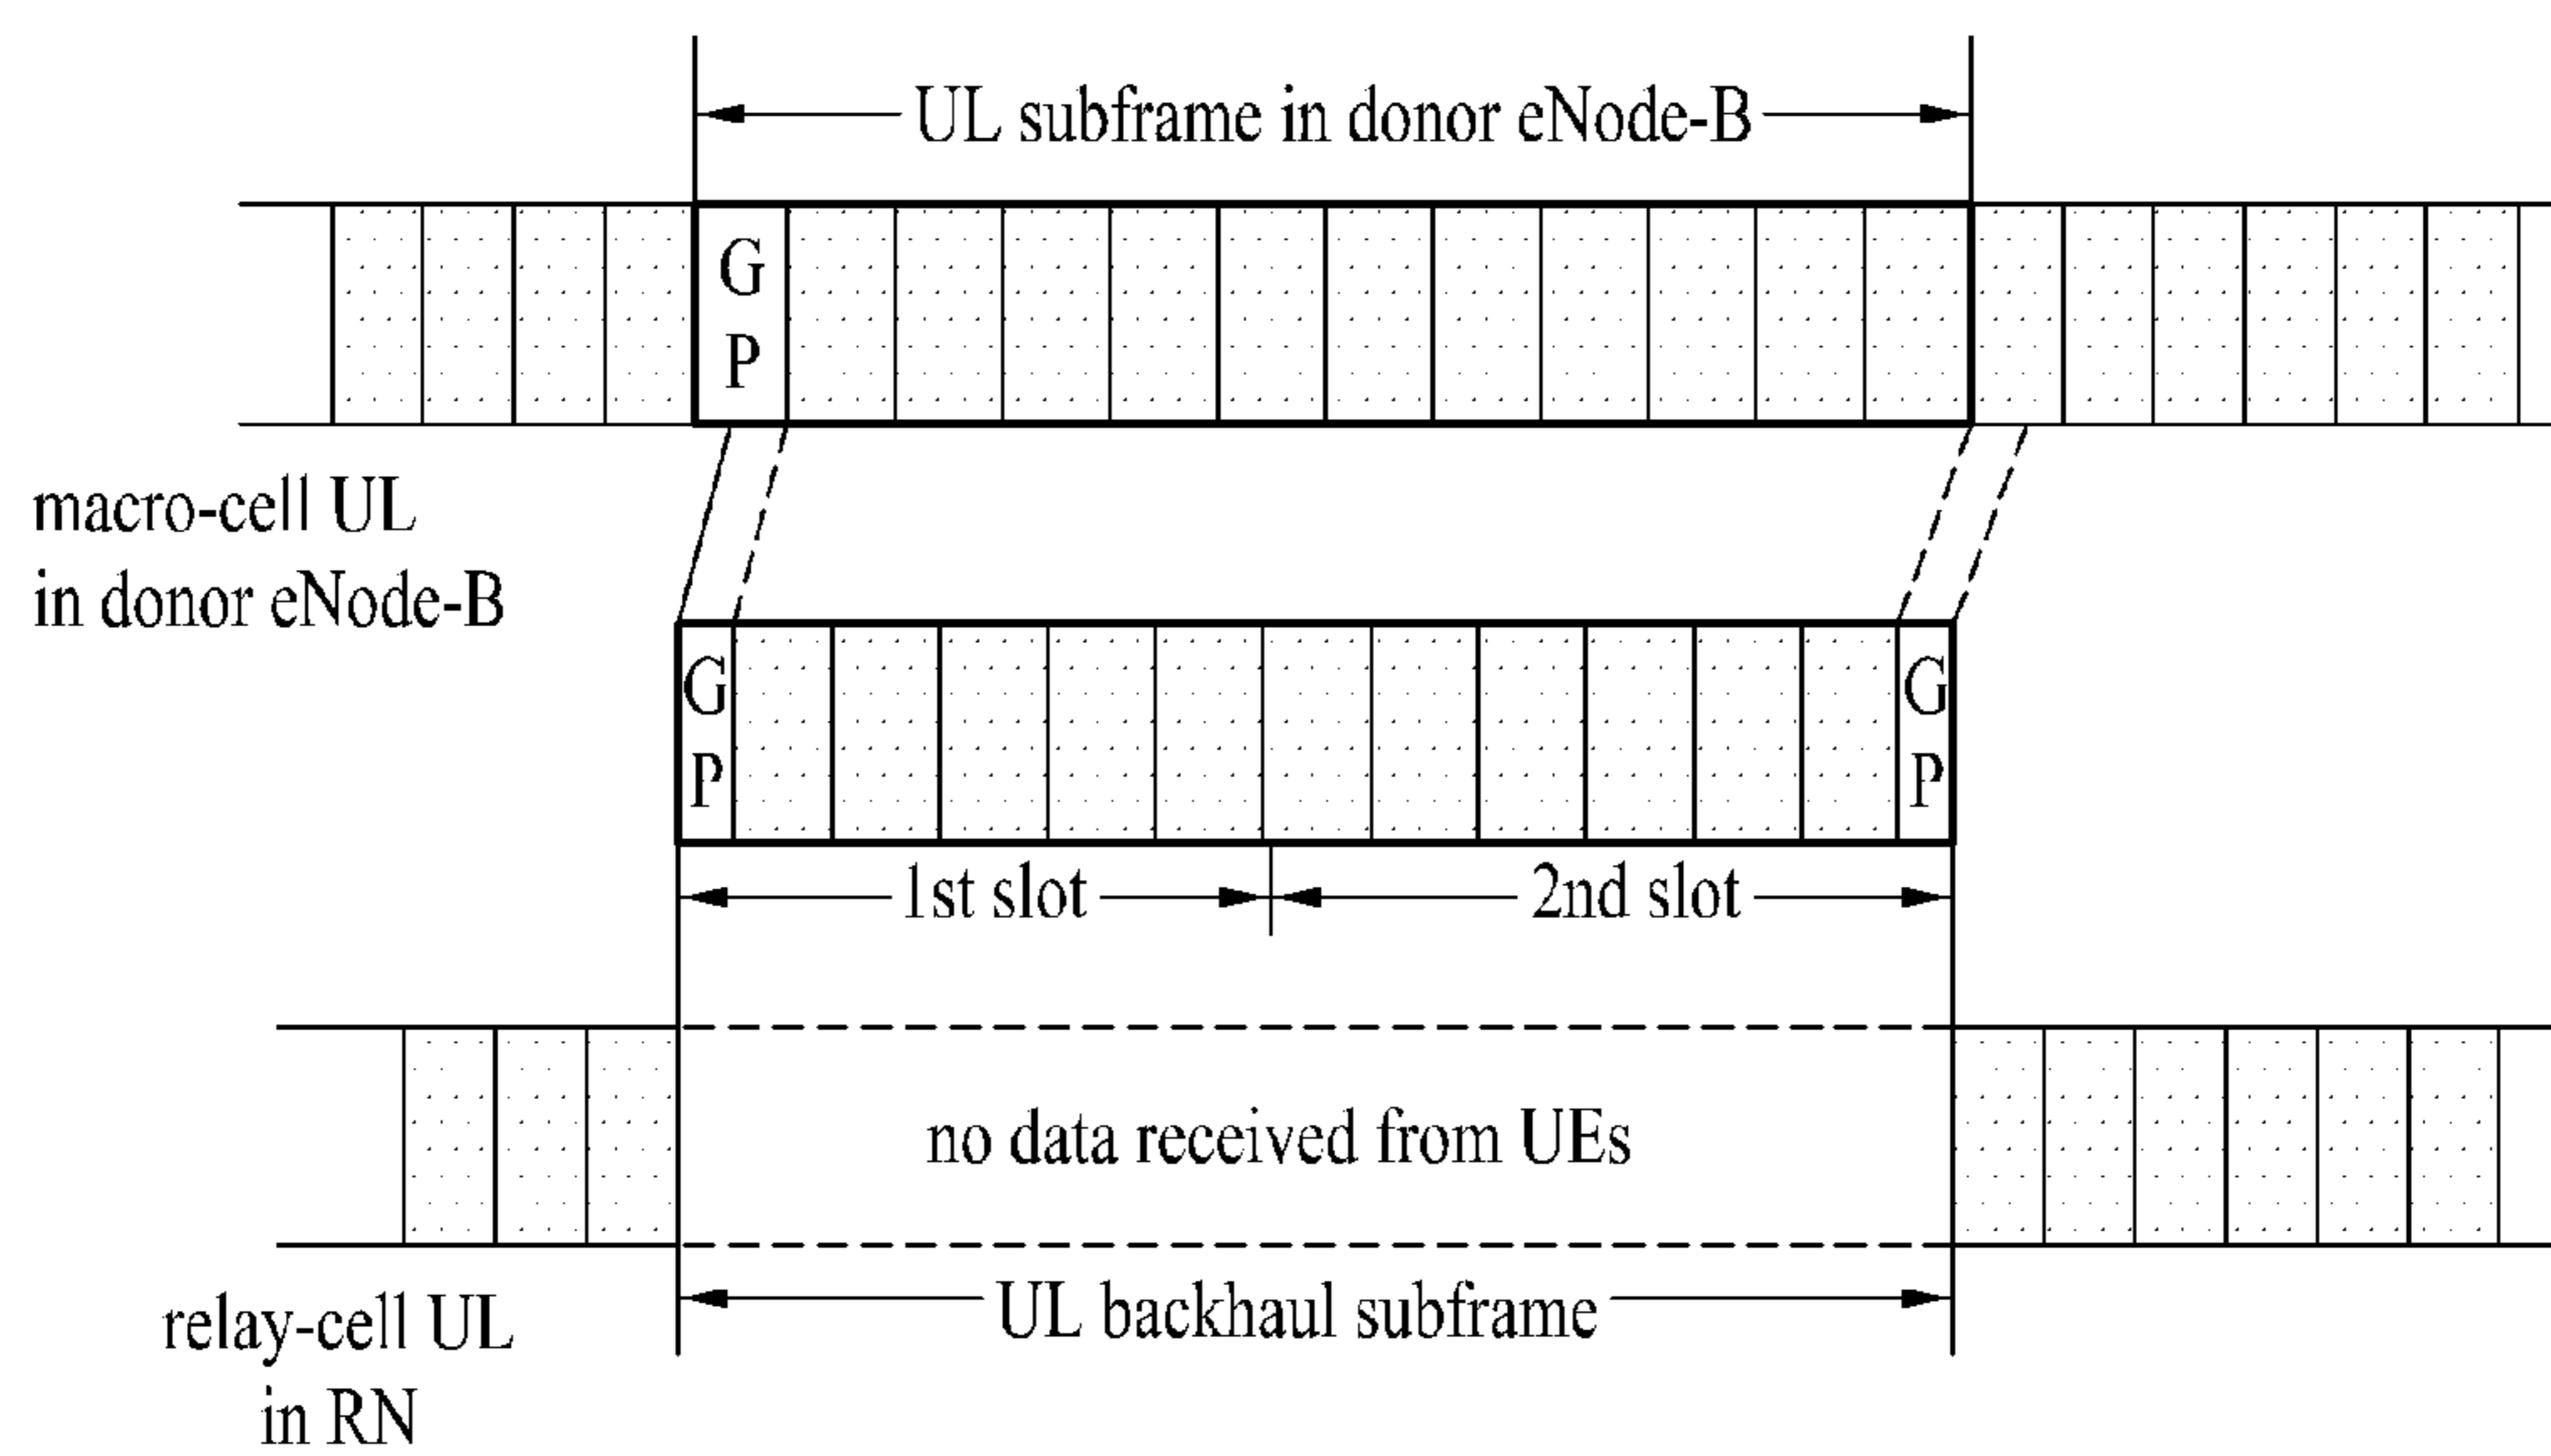 UL subframe in donor eNode-B
G
P
macro-cell UL
in donor eNode-B
G
P
G
P
1st slot
2nd slot
no data received from UEs
UL backhaul subframe
relay-cell UL
in RN